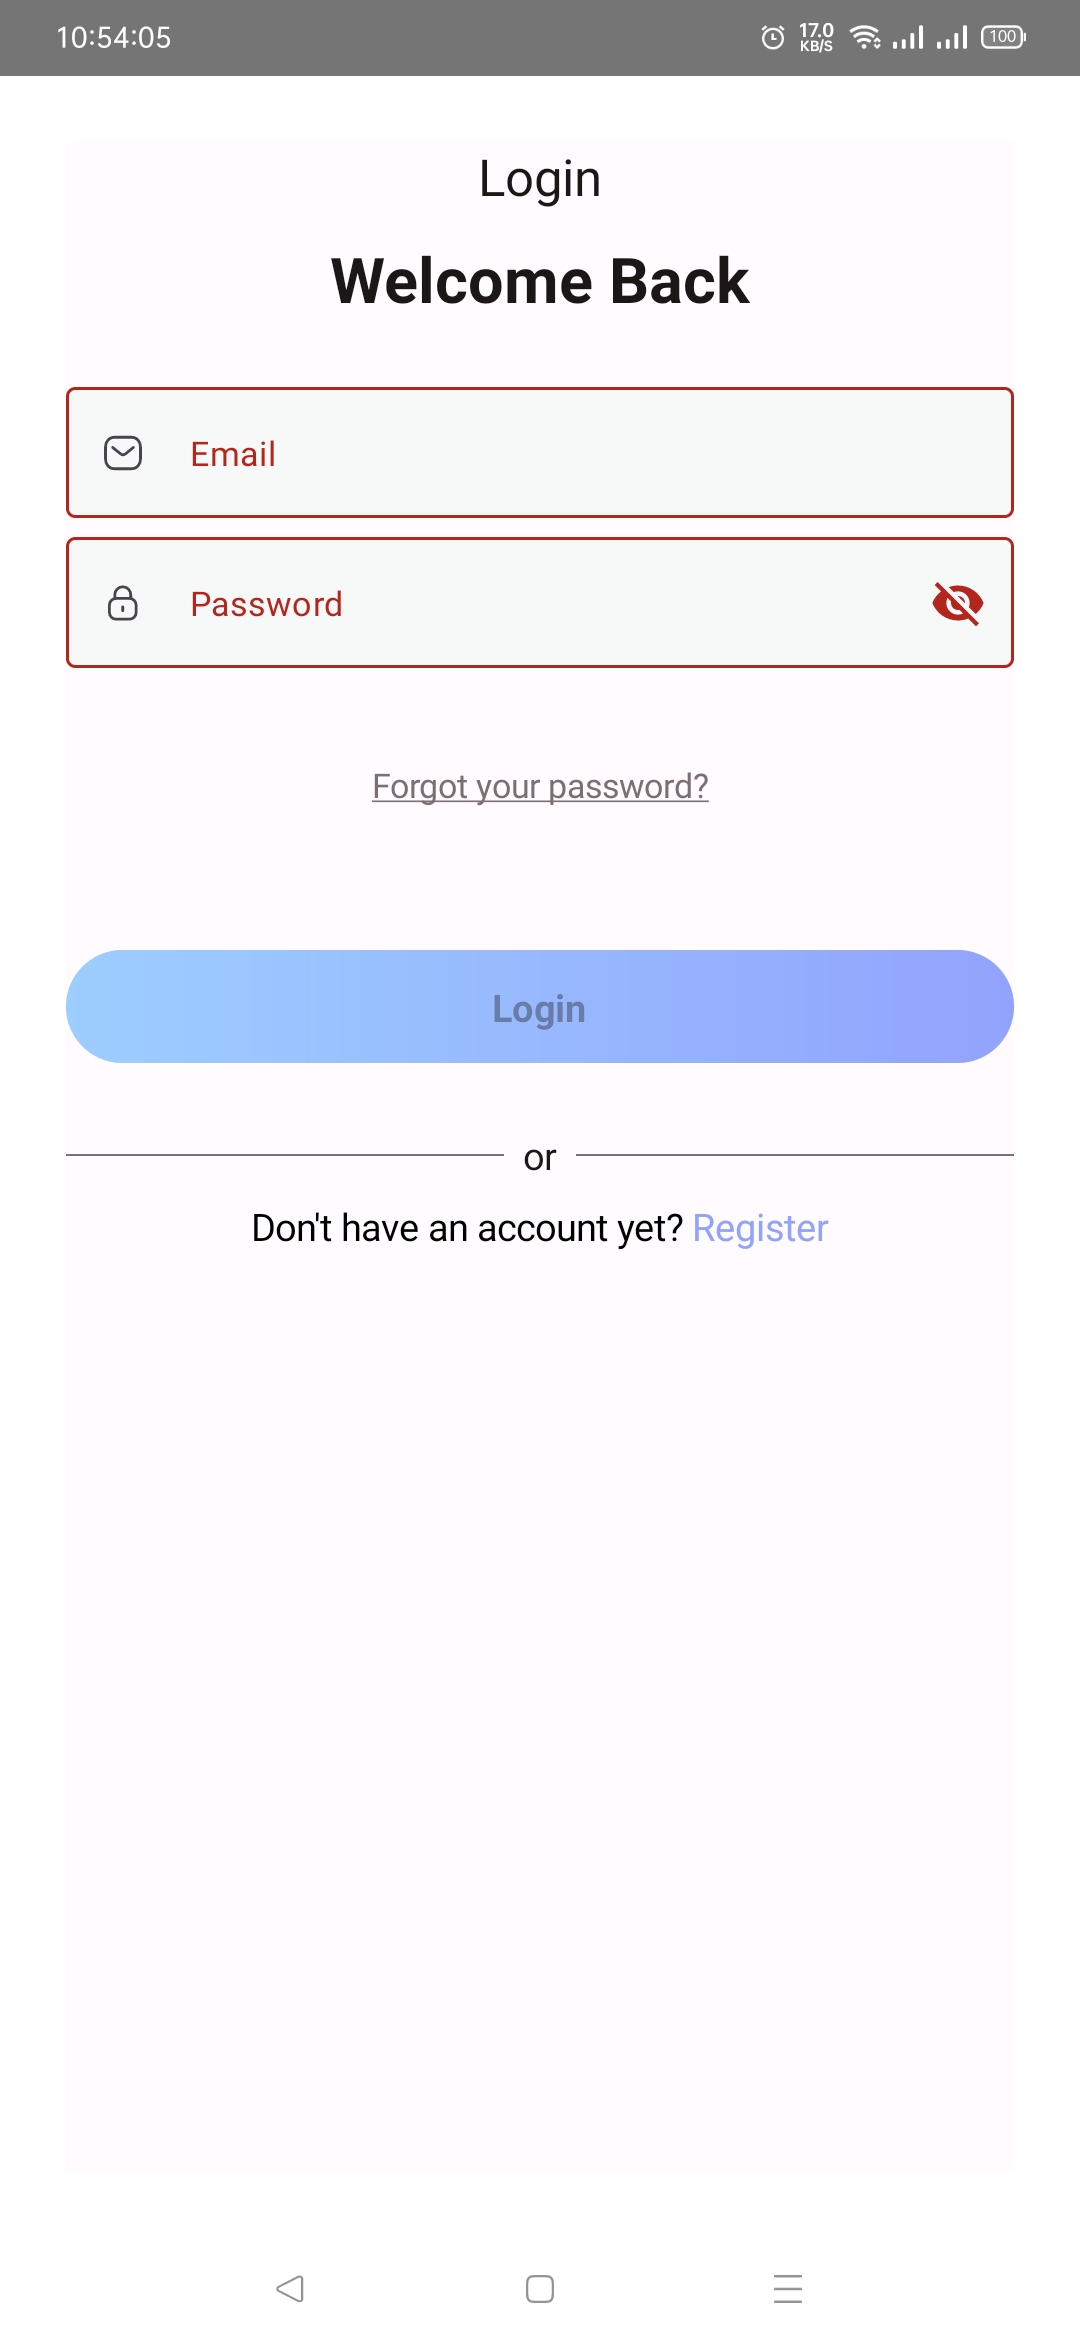 10:54:05 17.0 KB/S 100
Login
Welcome Back
Email
Password
Forgot your password?
Login
or
Don't have an account yet? Register